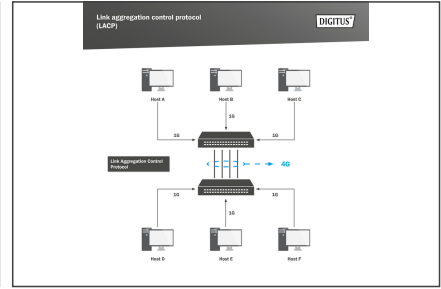 Link aggregation control protocol
(LACP)
DIGITUS®
Host A
Host B
Host C
1G
1G
1G
Link Aggregation Control
Protocol
4G
1G
1G
1G
Host D
Host E
Host F